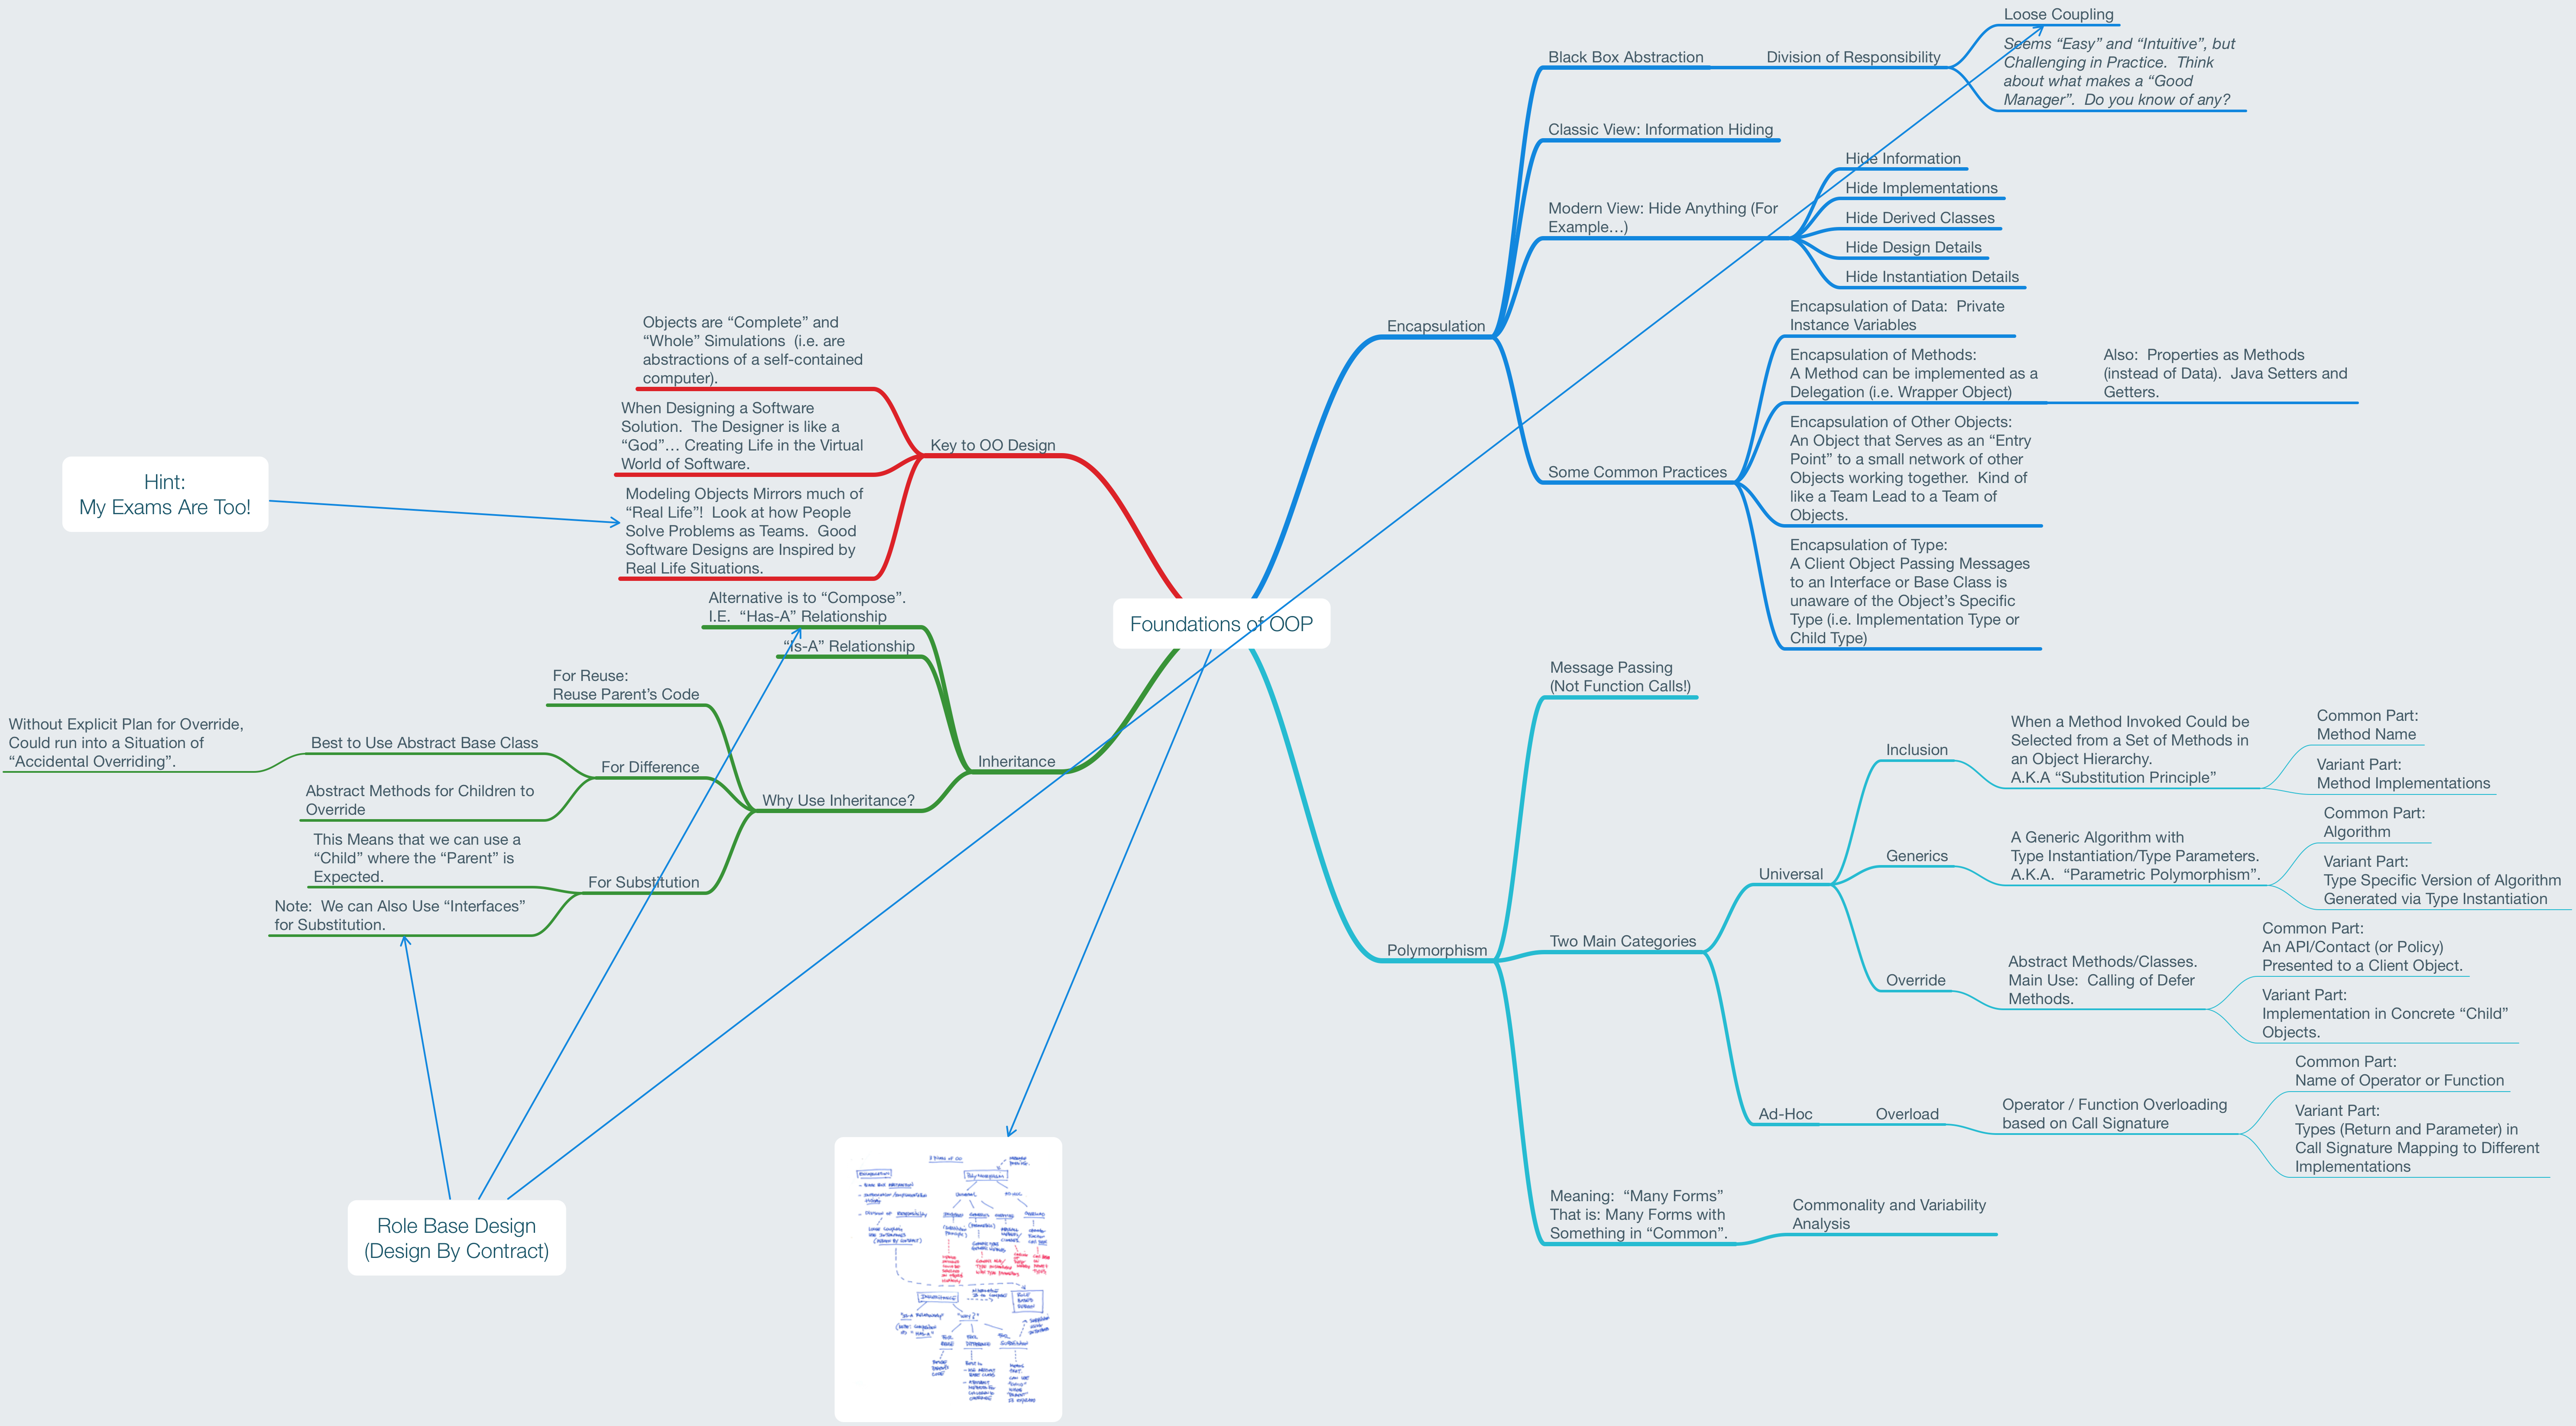 Loose Coupling
Seems “Easy” and “Intuitive”, but
Challenging in Practice.  Think
about what makes a “Good
Manager”.  Do you know of any?
Black Box Abstraction
Division of Responsibility
Classic View: Information Hiding
Modern View: Hide Anything (For
Example…)
Hide Information
Hide Implementations
Hide Derived Classes
Hide Design Details
Hide Instantiation Details
Encapsulation
Some Common Practices
Encapsulation of Data:  Private
Instance Variables
Encapsulation of Methods:
A Method can be implemented as a
Delegation (i.e. Wrapper Object)
Also:  Properties as Methods
(instead of Data).  Java Setters and
Getters.
Encapsulation of Other Objects:
An Object that Serves as an “Entry
Point” to a small network of other
Objects working together.  Kind of
like a Team Lead to a Team of
Objects.
Encapsulation of Type:
A Client Object Passing Messages
to an Interface or Base Class is
unaware of the Object’s Specific
Type (i.e. Implementation Type or
Child Type)
Objects are “Complete” and
“Whole” Simulations  (i.e. are
abstractions of a self-contained
computer).
When Designing a Software
Solution.  The Designer is like a
“God”… Creating Life in the Virtual
World of Software.
Key to OO Design
Modeling Objects Mirrors much of
“Real Life”!  Look at how People
Solve Problems as Teams.  Good
Software Designs are Inspired by
Real Life Situations.
Hint:
My Exams Are Too!
Foundations of OOP
Alternative is to “Compose”.
I.E.  “Has-A” Relationship
“Is-A” Relationship
For Reuse:
Reuse Parent’s Code
Without Explicit Plan for Override,
Could run into a Situation of
“Accidental Overriding”.
Best to Use Abstract Base Class
For Difference
Abstract Methods for Children to
Override
Inheritance
Why Use Inheritance?
This Means that we can use a
“Child” where the “Parent” is
Expected.
For Substitution
Note:  We can Also Use “Interfaces”
for Substitution.
Role Base Design
(Design By Contract)
Message Passing
(Not Function Calls!)
Polymorphism
Two Main Categories
Universal
Inclusion
When a Method Invoked Could be
Selected from a Set of Methods in
an Object Hierarchy.
A.K.A “Substitution Principle”
Common Part:
Method Name
Variant Part:
Method Implementations
Generics
A Generic Algorithm with
Type Instantiation/Type Parameters.
A.K.A.  “Parametric Polymorphism”.
Common Part:
Algorithm
Variant Part:
Type Specific Version of Algorithm
Generated via Type Instantiation
Override
Abstract Methods/Classes.
Main Use:  Calling of Defer
Methods.
Common Part:
An API/Contact (or Policy)
Presented to a Client Object.
Variant Part:
Implementation in Concrete “Child”
Objects.
Ad-Hoc
Overload
Operator / Function Overloading
based on Call Signature
Common Part:
Name of Operator or Function
Variant Part:
Types (Return and Parameter) in
Call Signature Mapping to Different
Implementations
Meaning:  “Many Forms”
That is: Many Forms with
Something in “Common”.
Commonality and Variability
Analysis